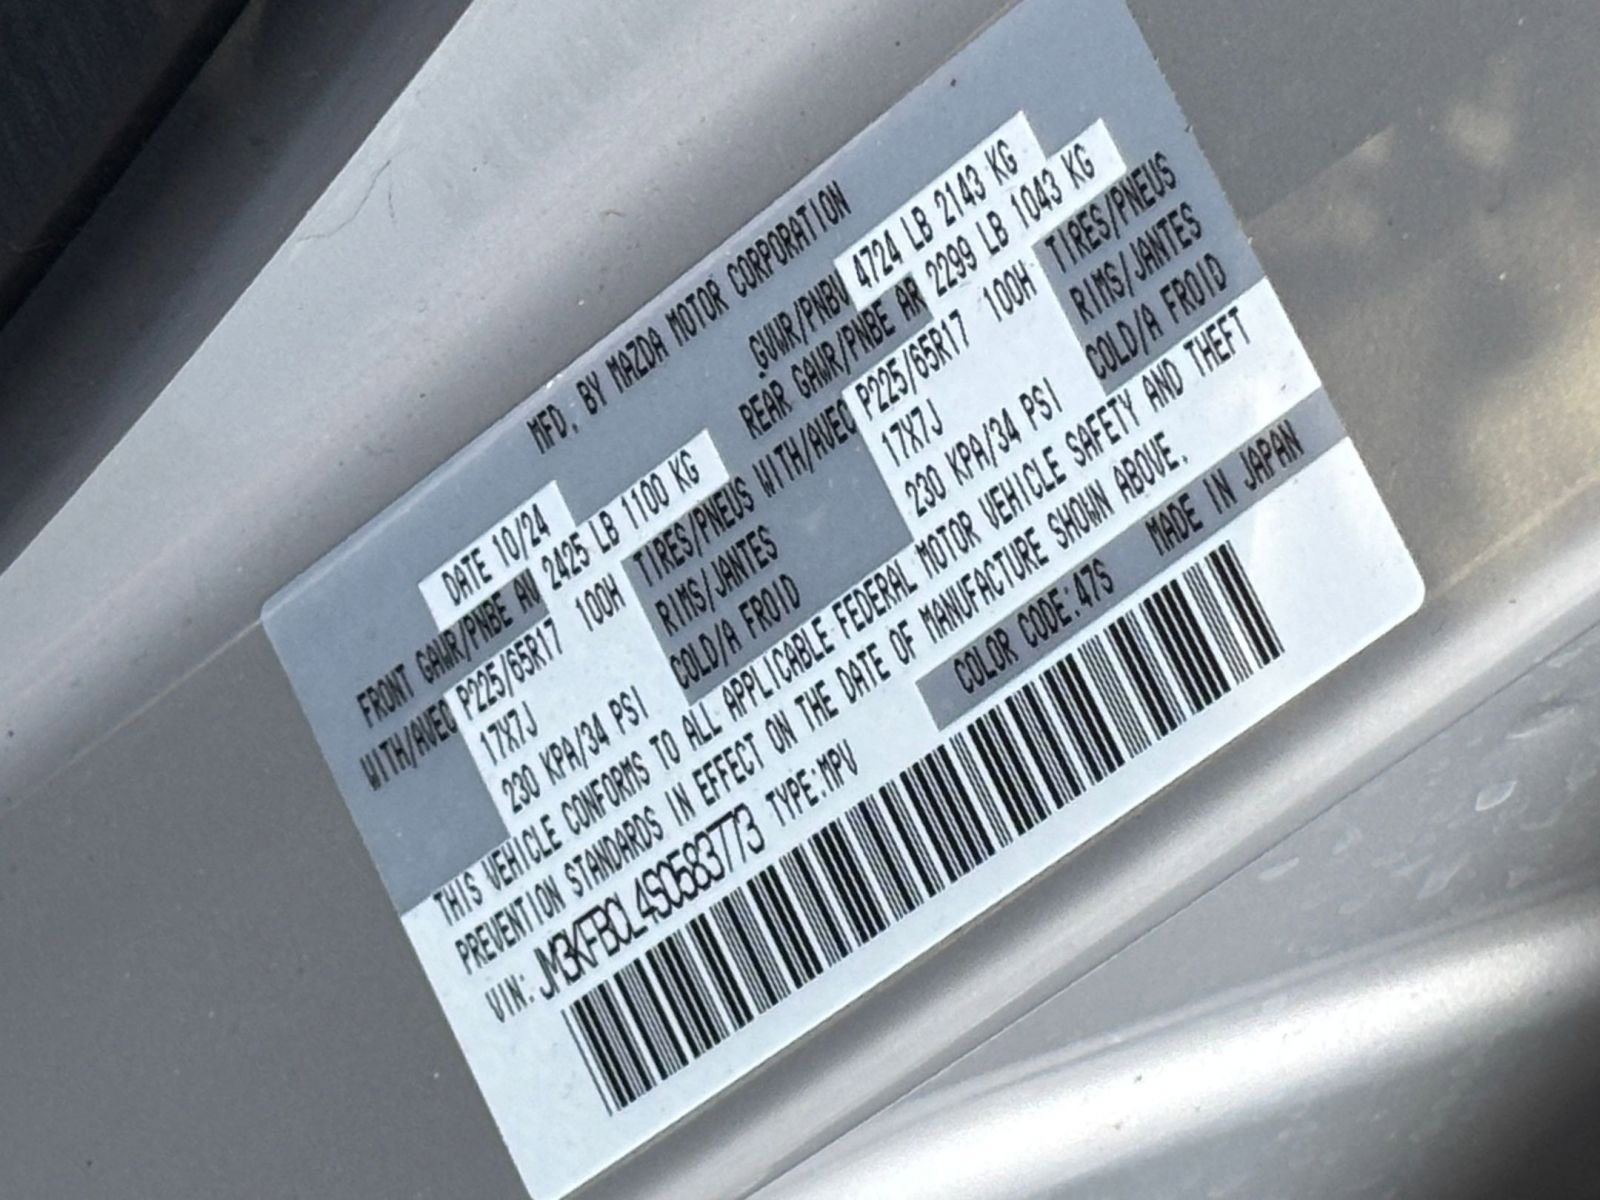 MFD. BY MAZDA MOTOR CORPORATION
DATE 10/24 GVWR/PNBV 4724 LB 2143 KG
FRONT GAWR/PNBE AV 2425 LB 1100 KG REAR GAWR/PNBE AR 2299 LB 1043 KG
WITH/AVEC P225/65R17 100H TIRES/PNEUS WITH/AVEC P225/65R17 100H TIRES/PNEUS
17X7J RIMS/JANTES 17X7J RIMS/JANTES
230 KPA/34 PSI COLD/A FROID 230 KPA/34 PSI COLD/A FROID
THIS VEHICLE CONFORMS TO ALL APPLICABLE FEDERAL MOTOR VEHICLE SAFETY AND THEFT
PREVENTION STANDARDS IN EFFECT ON THE DATE OF MANUFACTURE SHOWN ABOVE.
VIN: JM3KFBCL4S0583773 TYPE:MPV COLOR CODE:47S MADE IN JAPAN